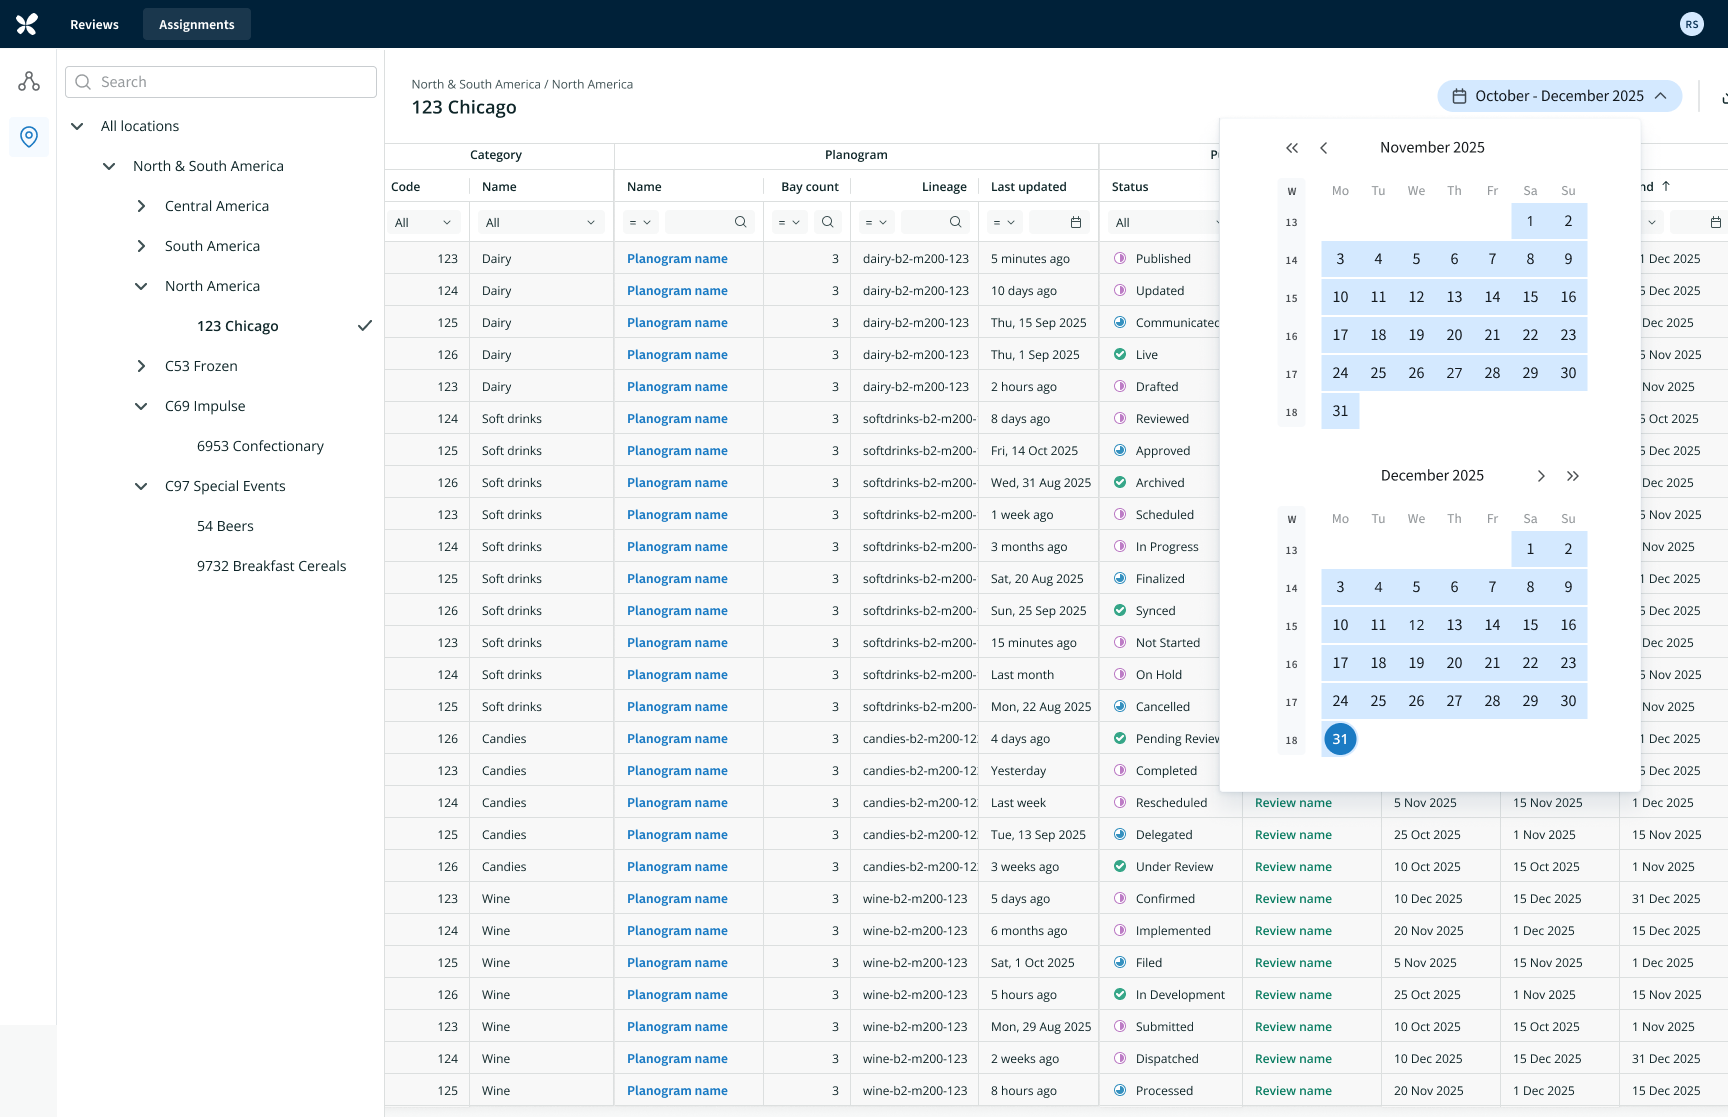 Reviews Assignments RS
Search
All locations
North & South America
Central America
South America
North America
123 Chicago
C53 Frozen
C69 Impulse
6953 Confectionary
C97 Special Events
54 Beers
9732 Breakfast Cereals
North & South America / North America
123 Chicago
October - December 2025
Category Planogram
Code Name Name Bay count Lineage Last updated Status
All All = = = = All
123 Dairy Planogram name 3 dairy-b2-m200-123 5 minutes ago Published 1 Dec 2025
124 Dairy Planogram name 3 dairy-b2-m200-123 10 days ago Updated 5 Dec 2025
125 Dairy Planogram name 3 dairy-b2-m200-123 Thu, 15 Sep 2025 Communicated Dec 2025
126 Dairy Planogram name 3 dairy-b2-m200-123 Thu, 1 Sep 2025 Live 5 Nov 2025
123 Dairy Planogram name 3 dairy-b2-m200-123 2 hours ago Drafted Nov 2025
124 Soft drinks Planogram name 3 softdrinks-b2-m200- 8 days ago Reviewed 5 Oct 2025
125 Soft drinks Planogram name 3 softdrinks-b2-m200- Fri, 14 Oct 2025 Approved 5 Dec 2025
126 Soft drinks Planogram name 3 softdrinks-b2-m200- Wed, 31 Aug 2025 Archived Dec 2025
123 Soft drinks Planogram name 3 softdrinks-b2-m200- 1 week ago Scheduled 5 Nov 2025
124 Soft drinks Planogram name 3 softdrinks-b2-m200- 3 months ago In Progress Nov 2025
125 Soft drinks Planogram name 3 softdrinks-b2-m200- Sat, 20 Aug 2025 Finalized 1 Dec 2025
126 Soft drinks Planogram name 3 softdrinks-b2-m200- Sun, 25 Sep 2025 Synced 5 Dec 2025
123 Soft drinks Planogram name 3 softdrinks-b2-m200- 15 minutes ago Not Started Dec 2025
124 Soft drinks Planogram name 3 softdrinks-b2-m200- Last month On Hold 5 Nov 2025
125 Soft drinks Planogram name 3 softdrinks-b2-m200- Mon, 22 Aug 2025 Cancelled Nov 2025
126 Candies Planogram name 3 candies-b2-m200-12 4 days ago Pending Review 1 Dec 2025
123 Candies Planogram name 3 candies-b2-m200-12 Yesterday Completed 5 Dec 2025
124 Candies Planogram name 3 candies-b2-m200-12 Last week Rescheduled Review name 5 Nov 2025 15 Nov 2025 1 Dec 2025
125 Candies Planogram name 3 candies-b2-m200-12 Tue, 13 Sep 2025 Delegated Review name 25 Oct 2025 1 Nov 2025 15 Nov 2025
126 Candies Planogram name 3 candies-b2-m200-12 3 weeks ago Under Review Review name 10 Oct 2025 15 Oct 2025 1 Nov 2025
123 Wine Planogram name 3 wine-b2-m200-123 5 days ago Confirmed Review name 10 Dec 2025 15 Dec 2025 31 Dec 2025
124 Wine Planogram name 3 wine-b2-m200-123 6 months ago Implemented Review name 20 Nov 2025 1 Dec 2025 15 Dec 2025
125 Wine Planogram name 3 wine-b2-m200-123 Sat, 1 Oct 2025 Filed Review name 5 Nov 2025 15 Nov 2025 1 Dec 2025
126 Wine Planogram name 3 wine-b2-m200-123 5 hours ago In Development Review name 25 Oct 2025 1 Nov 2025 15 Nov 2025
123 Wine Planogram name 3 wine-b2-m200-123 Mon, 29 Aug 2025 Submitted Review name 10 Oct 2025 15 Oct 2025 1 Nov 2025
124 Wine Planogram name 3 wine-b2-m200-123 2 weeks ago Dispatched Review name 10 Dec 2025 15 Dec 2025 31 Dec 2025
125 Wine Planogram name 3 wine-b2-m200-123 8 hours ago Processed Review name 20 Nov 2025 1 Dec 2025 15 Dec 2025
November 2025
W Mo Tu We Th Fr Sa Su
13 1 2
14 3 4 5 6 7 8 9
15 10 11 12 13 14 15 16
16 17 18 19 20 21 22 23
17 24 25 26 27 28 29 30
18 31
December 2025
W Mo Tu We Th Fr Sa Su
13 1 2
14 3 4 5 6 7 8 9
15 10 11 12 13 14 15 16
16 17 18 19 20 21 22 23
17 24 25 26 27 28 29 30
18 31